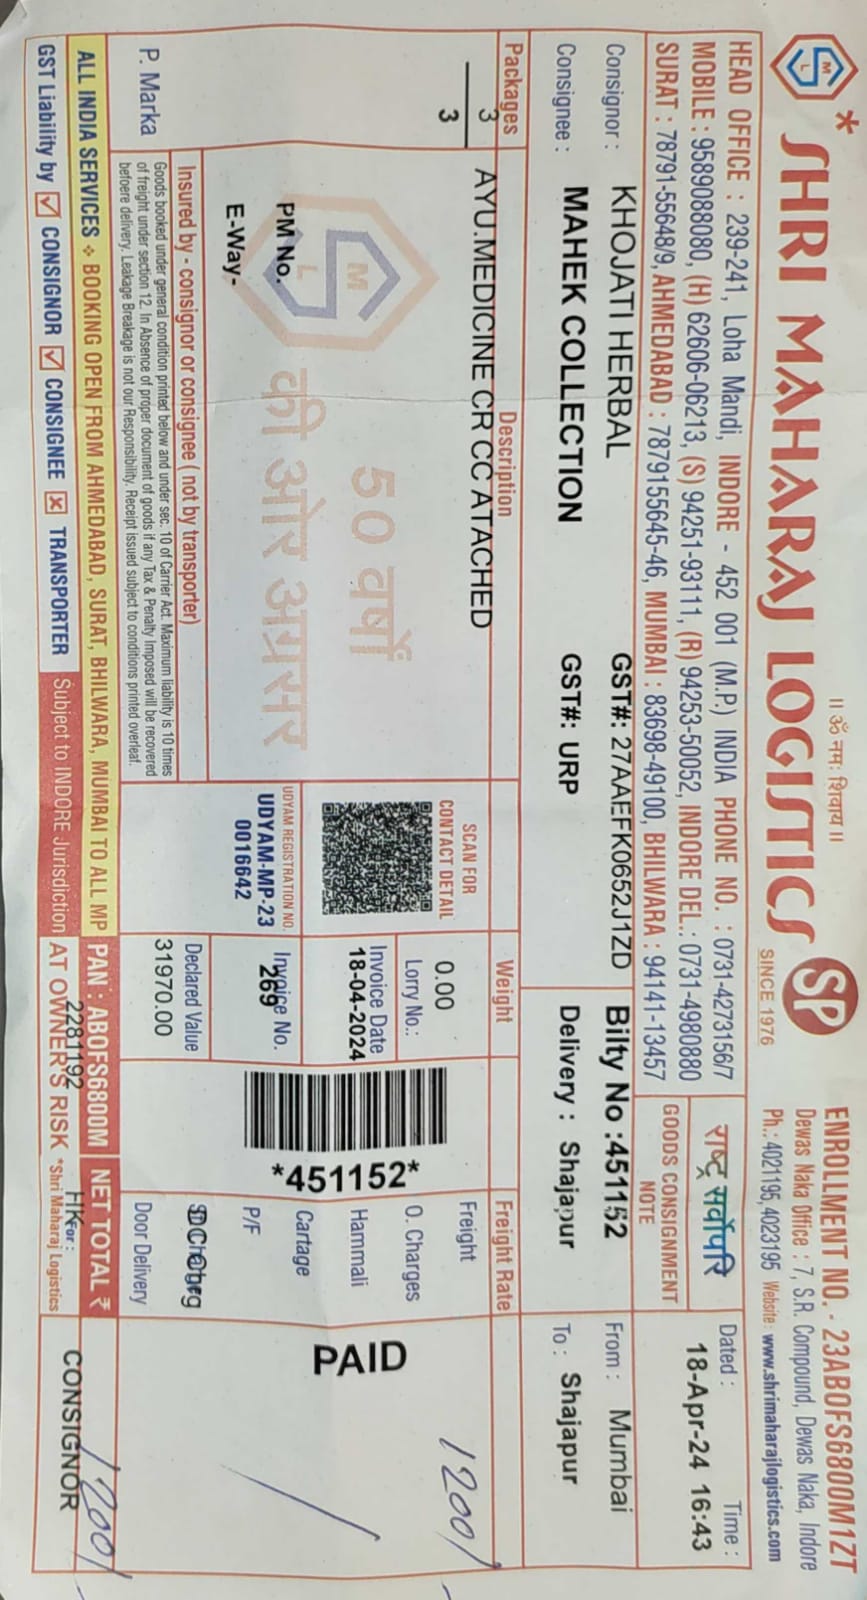 ॥ ॐ नमः शिवाय ॥
* SHRI MAHARAJ LOGISTICS SP
SINCE 1976
ENROLLMENT NO. - 23ABOFS6800M1ZT
Dewas Naka Office : 7, S.R. Compound, Dewas Naka, Indore
Ph.: 4021195, 4023195 Website : www.shrimaharajlogistics.com
HEAD OFFICE : 239-241, Loha Mandi, INDORE - 452 001 (M.P.) INDIA PHONE NO. : 0731-4273156/7
MOBILE : 9589088080, (H) 62606-06213, (S) 94251-93111, (R) 94253-50052, INDORE DEL.: 0731-4980880
SURAT : 78791-55648/9, AHMEDABAD : 7879155645-46, MUMBAI : 83698-49100, BHILWARA : 94141-13457
राष्ट्र सर्वोपरि
GOODS CONSIGNMENT
NOTE
Dated : Time :
18-Apr-24 16:43
Consignor : KHOJATI HERBAL GST#: 27AAEFK0652J1ZD Bilty No :451152 From : Mumbai
Consignee : MAHEK COLLECTION GST#: URP Delivery : Shajapur To : Shajapur
Packages Description Weight Freight Rate
3 AYU.MEDICINE CR CC ATACHED
3
SML
50 वर्षों
की ओर अग्रसर
PM No.
E-Way-
SCAN FOR
CONTACT DETAIL
UDYAM REGISTRATION NO.
UDYAM-MP-23
0016642
0.00
Lorry No.:
Invoice Date
18-04-2024
Invoice No.
269
Declared Value
31970.00
*451152*
Freight 1200/-
O. Charges
Hammali
Cartage
P/F
Door Delivery
PAID
Insured by - consignor or consignee ( not by transporter)
P. Marka
Goods booked under general condition printed below and under sec. 10 of Carrier Act. Maximum liability is 10 times
of freight under section 12. In Absence of proper document of goods if any Tax & Penalty Imposed will be recovered
befoere delivery. Leakage Breakage is not our Responsibility. Receipt issued subject to conditions printed overleaf.
ALL INDIA SERVICES ❖ BOOKING OPEN FROM AHMEDABAD, SURAT, BHILWARA, MUMBAI TO ALL MP PAN : ABOFS6800M NET TOTAL ₹ 1200/-
GST Liability by ☑ CONSIGNOR ☑ CONSIGNEE ☒ TRANSPORTER Subject to INDORE Jurisdiction AT OWNER'S RISK
2281192
HK For :
*Shri Maharaj Logistics
CONSIGNOR